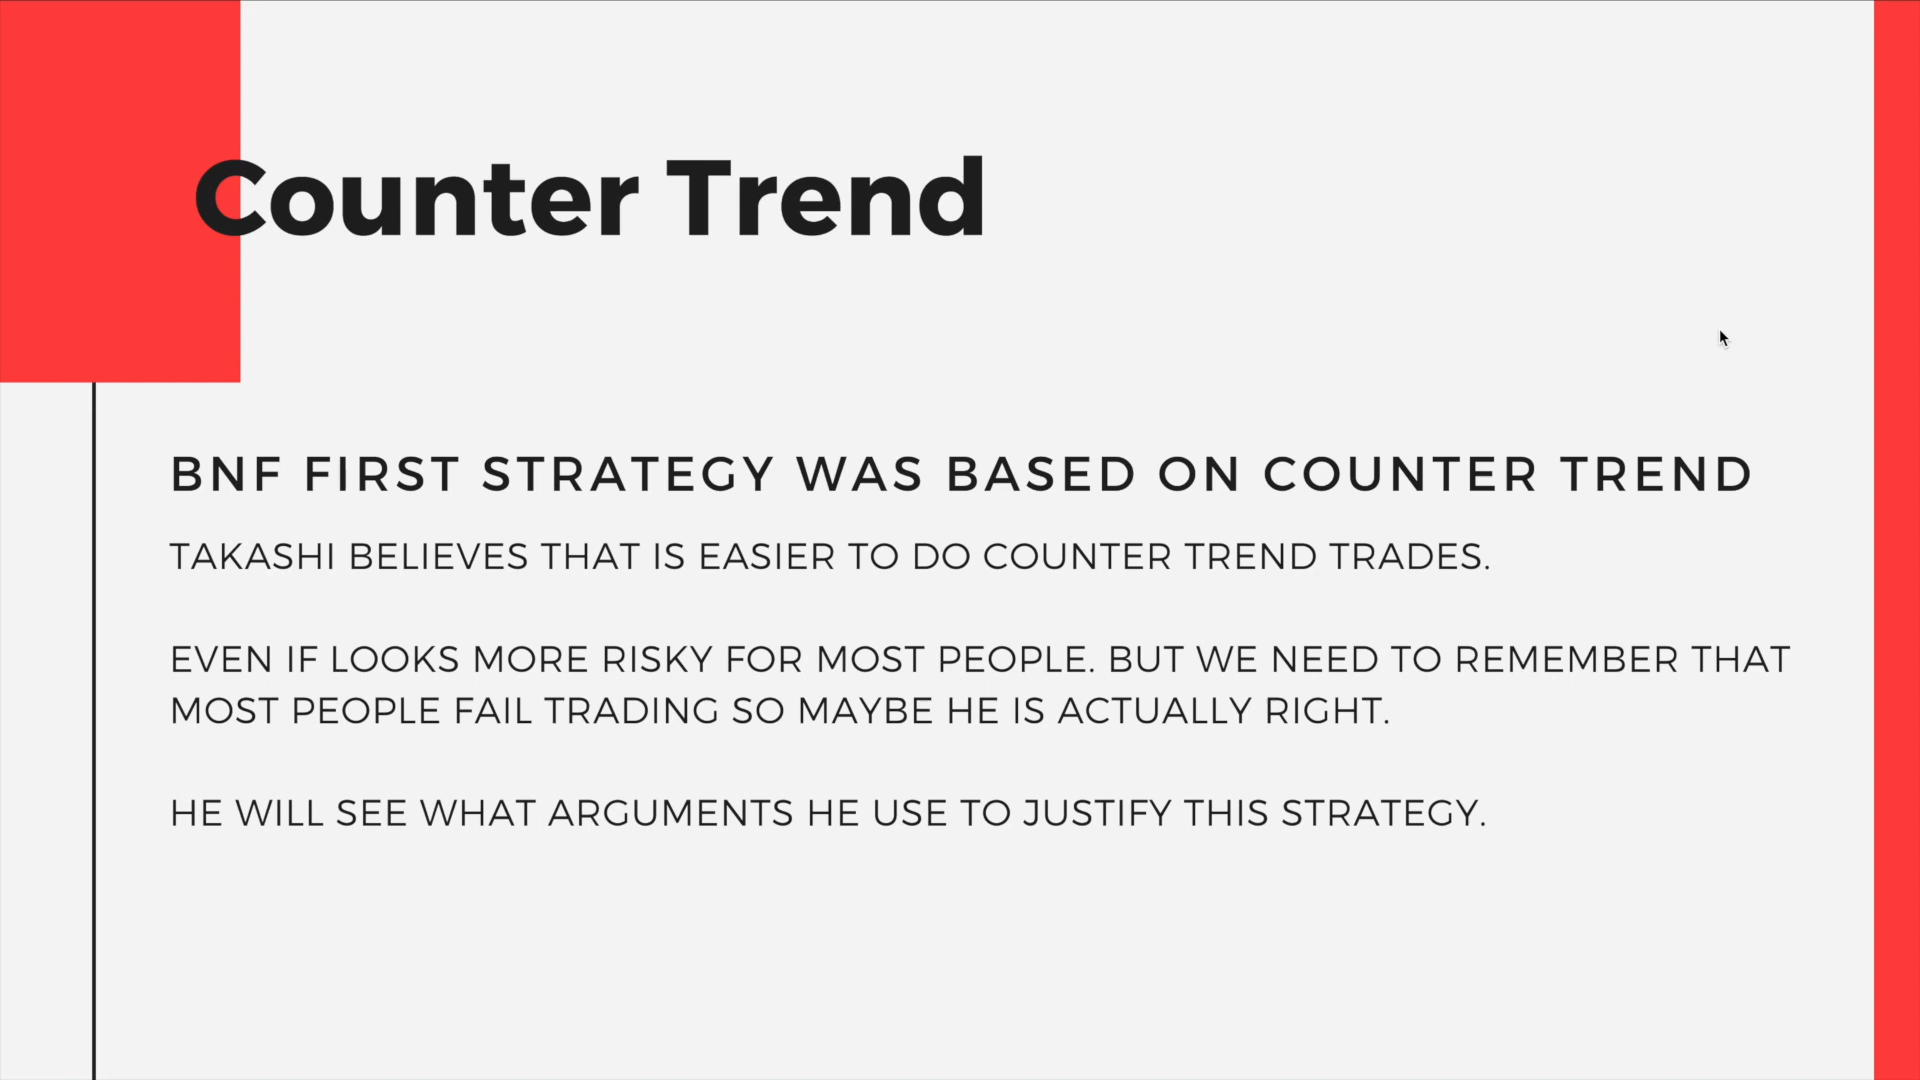 Counter Trend
BNF FIRST STRATEGY WAS BASED ON COUNTER TREND
TAKASHI BELIEVES THAT IS EASIER TO DO COUNTER TREND TRADES.
EVEN IF LOOKS MORE RISKY FOR MOST PEOPLE. BUT WE NEED TO REMEMBER THAT
MOST PEOPLE FAIL TRADING SO MAYBE HE IS ACTUALLY RIGHT.
HE WILL SEE WHAT ARGUMENTS HE USE TO JUSTIFY THIS STRATEGY.